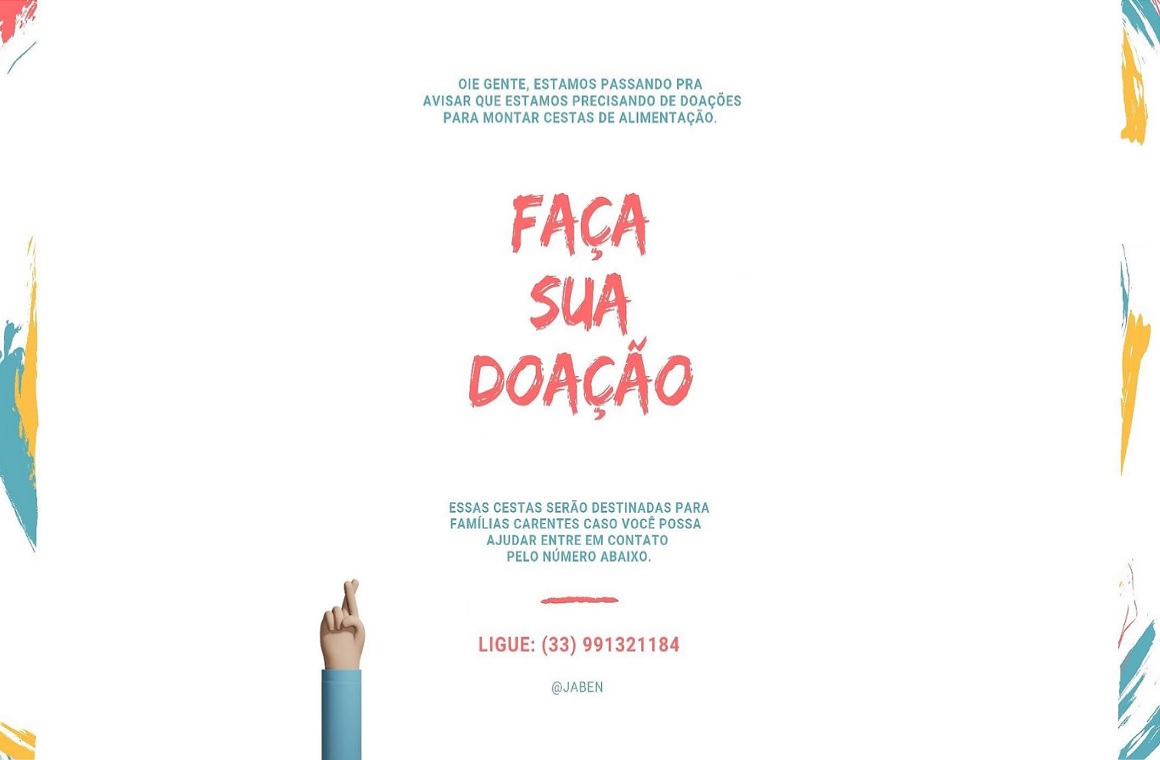 OIE GENTE, ESTAMOS PASSANDO PRA
AVISAR QUE ESTAMOS PRECISANDO DE DOAÇÕES
PARA MONTAR CESTAS DE ALIMENTAÇÃO.
FAÇA
SUA
DOAÇÃO
ESSAS CESTAS SERÃO DESTINADAS PARA
FAMÍLIAS CARENTES CASO VOCÊ POSSA
AJUDAR ENTRE EM CONTATO
PELO NÚMERO ABAIXO.
LIGUE: (33) 991321184
@JABEN